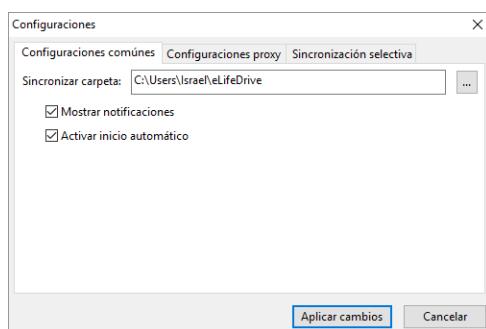 Configuraciones
Configuraciones comúnes Configuraciones proxy Sincronización selectiva
Sincronizar carpeta: C:\Users\Israel\eLifeDrive ...
Mostrar notificaciones
Activar inicio automático
Aplicar cambios Cancelar